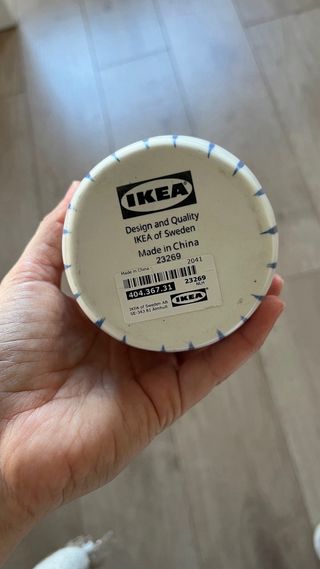 IKEA
Design and Quality
IKEA of Sweden
Made in China
23269
Made in China
2041
404.367.31
23269
IKEA
IKEA of Sweden AB
SE-343 81 Älmhult